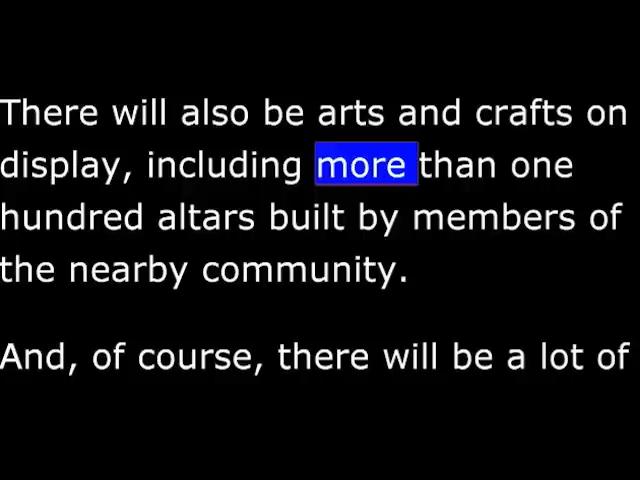 There will also be arts and crafts on
display, including more than one
hundred altars built by members of
the nearby community.
And, of course, there will be a lot of